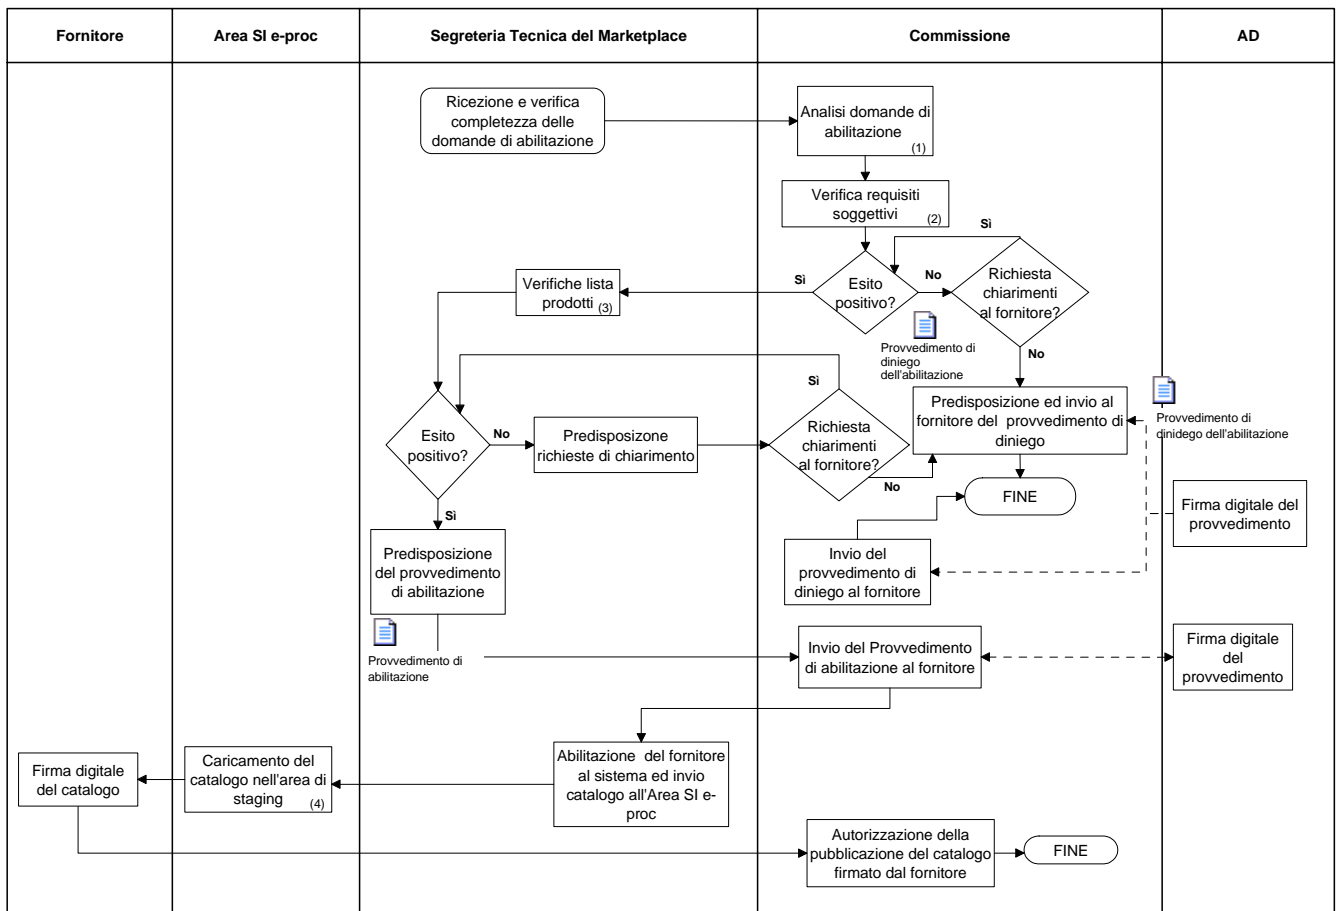 Fornitore
Area SI e-proc
Segreteria Tecnica del Marketplace
Commissione
AD
Ricezione e verifica
completezza delle
domande di abilitazione
Analisi domande di
abilitazione
(1)
Verifica requisiti
soggettivi
(2)
Sì
Verifiche lista
prodotti (3)
Sì
Esito
positivo?
No
Richiesta
chiarimenti
al fornitore?
Provvedimento di
diniego
dell'abilitazione
No
Sì
Esito
positivo?
No
Predisposizone
richieste di chiarimento
Richiesta
chiarimenti
al fornitore?
No
Predisposizione ed invio al
fornitore del provvedimento di
diniego
Provvedimento di
dinidego dell'abilitazione
FINE
Firma digitale del
provvedimento
Sì
Predisposizione
del provvedimento
di abilitazione
Invio del
provvedimento di
diniego al fornitore
Provvedimento di
abilitazione
Invio del Provvedimento
di abilitazione al fornitore
Firma digitale
del
provvedimento
Firma digitale
del catalogo
Caricamento del
catalogo nell'area di
staging (4)
Abilitazione del fornitore
al sistema ed invio
catalogo all'Area SI e-
proc
Autorizzazione della
pubblicazione del catalogo
firmato dal fornitore
FINE